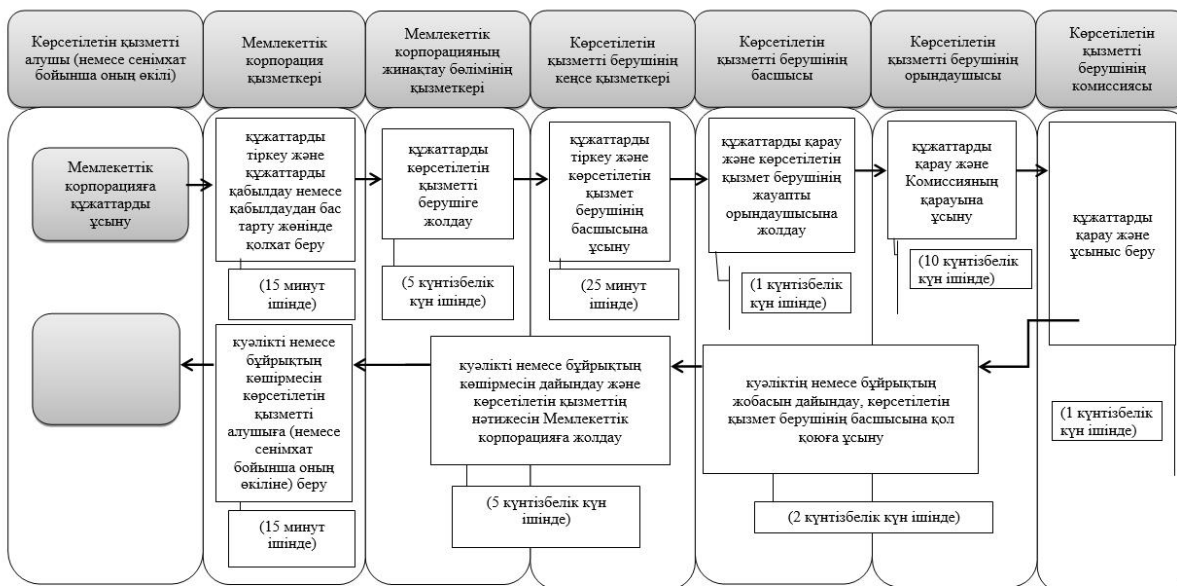 Көрсетілетін қызметті
алушы (немесе сенімхат
бойынша оның өкілі)
Мемлекеттік
корпорация
қызметкері
Мемлекеттік
корпорацияның
жинақтау бөлімінің
қызметкері
Көрсетілетін
қызметті берушінің
кеңсе қызметкері
Көрсетілетін
қызметті берушінің
басшысы
Көрсетілетін
қызметті берушінің
орындаушысы
Көрсетілетін
қызметті
берушінің
комиссиясы
Мемлекеттік
корпорацияға
құжаттарды
ұсыну
құжаттарды
тіркеу және
құжаттарды
қабылдау немесе
қабылдаудан бас
тарту жөнінде
қолхат беру
(15 минут
ішінде)
құжаттарды
көрсетілетін
қызметті
берушіге
жолдау
(5 күнтізбелік
күн ішінде)
құжаттарды
тіркеу және
көрсетілетін
қызмет
берушінің
басшысына
ұсыну
(25 минут
ішінде)
құжаттарды қарау
және көрсетілетін
қызмет берушінің
жауапты
орындаушысына
жолдау
(1 күнтізбелік
күн ішінде)
құжаттарды
қарау және
Комиссияның
қарауына
ұсыну
(10 күнтізбелік
күн ішінде)
құжаттарды
қарау және
ұсыныс беру
(1 күнтізбелік
күн ішінде)
куәліктің немесе бұйрықтың
жобасын дайындау, көрсетілетін
қызмет берушінің басшысына қол
қоюға ұсыну
(2 күнтізбелік күн ішінде)
куәлікті немесе бұйрықтың
көшірмесін дайындау және
көрсетілетін қызметтің
нәтижесін Мемлекеттік
корпорацияға жолдау
(5 күнтізбелік күн
ішінде)
куәлікті немесе
бұйрықтың
көшірмесін
көрсетілетін
қызметті
алушыға (немесе
сенімхат
бойынша оның
өкіліне) беру
(15 минут
ішінде)